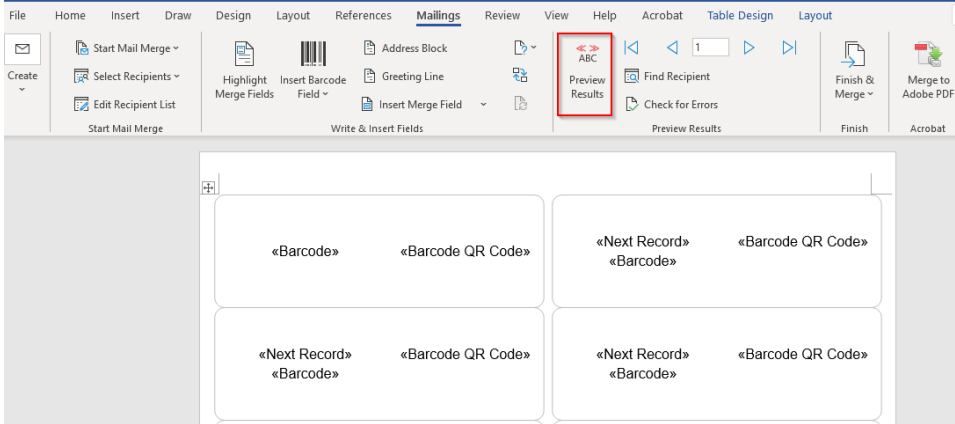 File Home Insert Draw Design Layout References Mailings Review View Help Acrobat Table Design Layout
Create
Start Mail Merge
Select Recipients
Edit Recipient List
Start Mail Merge
Highlight
Merge Fields
Insert Barcode
Field
Address Block
Greeting Line
Insert Merge Field
Write & Insert Fields
ABC
Preview
Results
1
Find Recipient
Check for Errors
Preview Results
Finish &
Merge
Finish
Merge to
Adobe PDF
Acrobat
«Barcode» «Barcode QR Code»
«Next Record» «Barcode QR Code»
«Barcode»
«Next Record» «Barcode QR Code»
«Barcode»
«Next Record» «Barcode QR Code»
«Barcode»